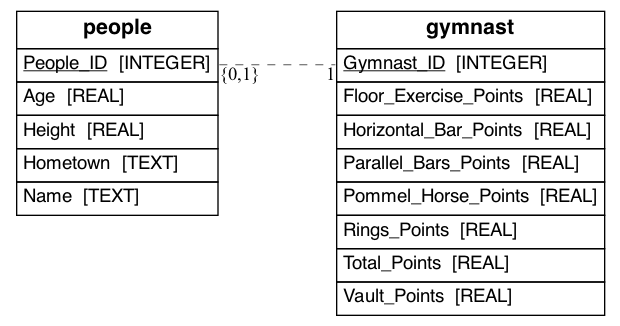 people
People_ID [INTEGER]
Age [REAL]
Height [REAL]
Hometown [TEXT]
Name [TEXT]
{0,1}
1
gymnast
Gymnast_ID [INTEGER]
Floor_Exercise_Points [REAL]
Horizontal_Bar_Points [REAL]
Parallel_Bars_Points [REAL]
Pommel_Horse_Points [REAL]
Rings_Points [REAL]
Total_Points [REAL]
Vault_Points [REAL]